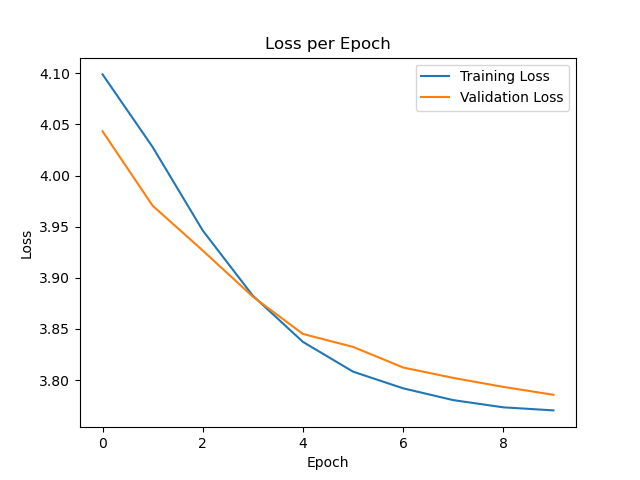 Loss per Epoch
Training Loss
Validation Loss
4.10
4.05
4.00
3.95
3.90
3.85
3.80
Loss
0 2 4 6 8
Epoch